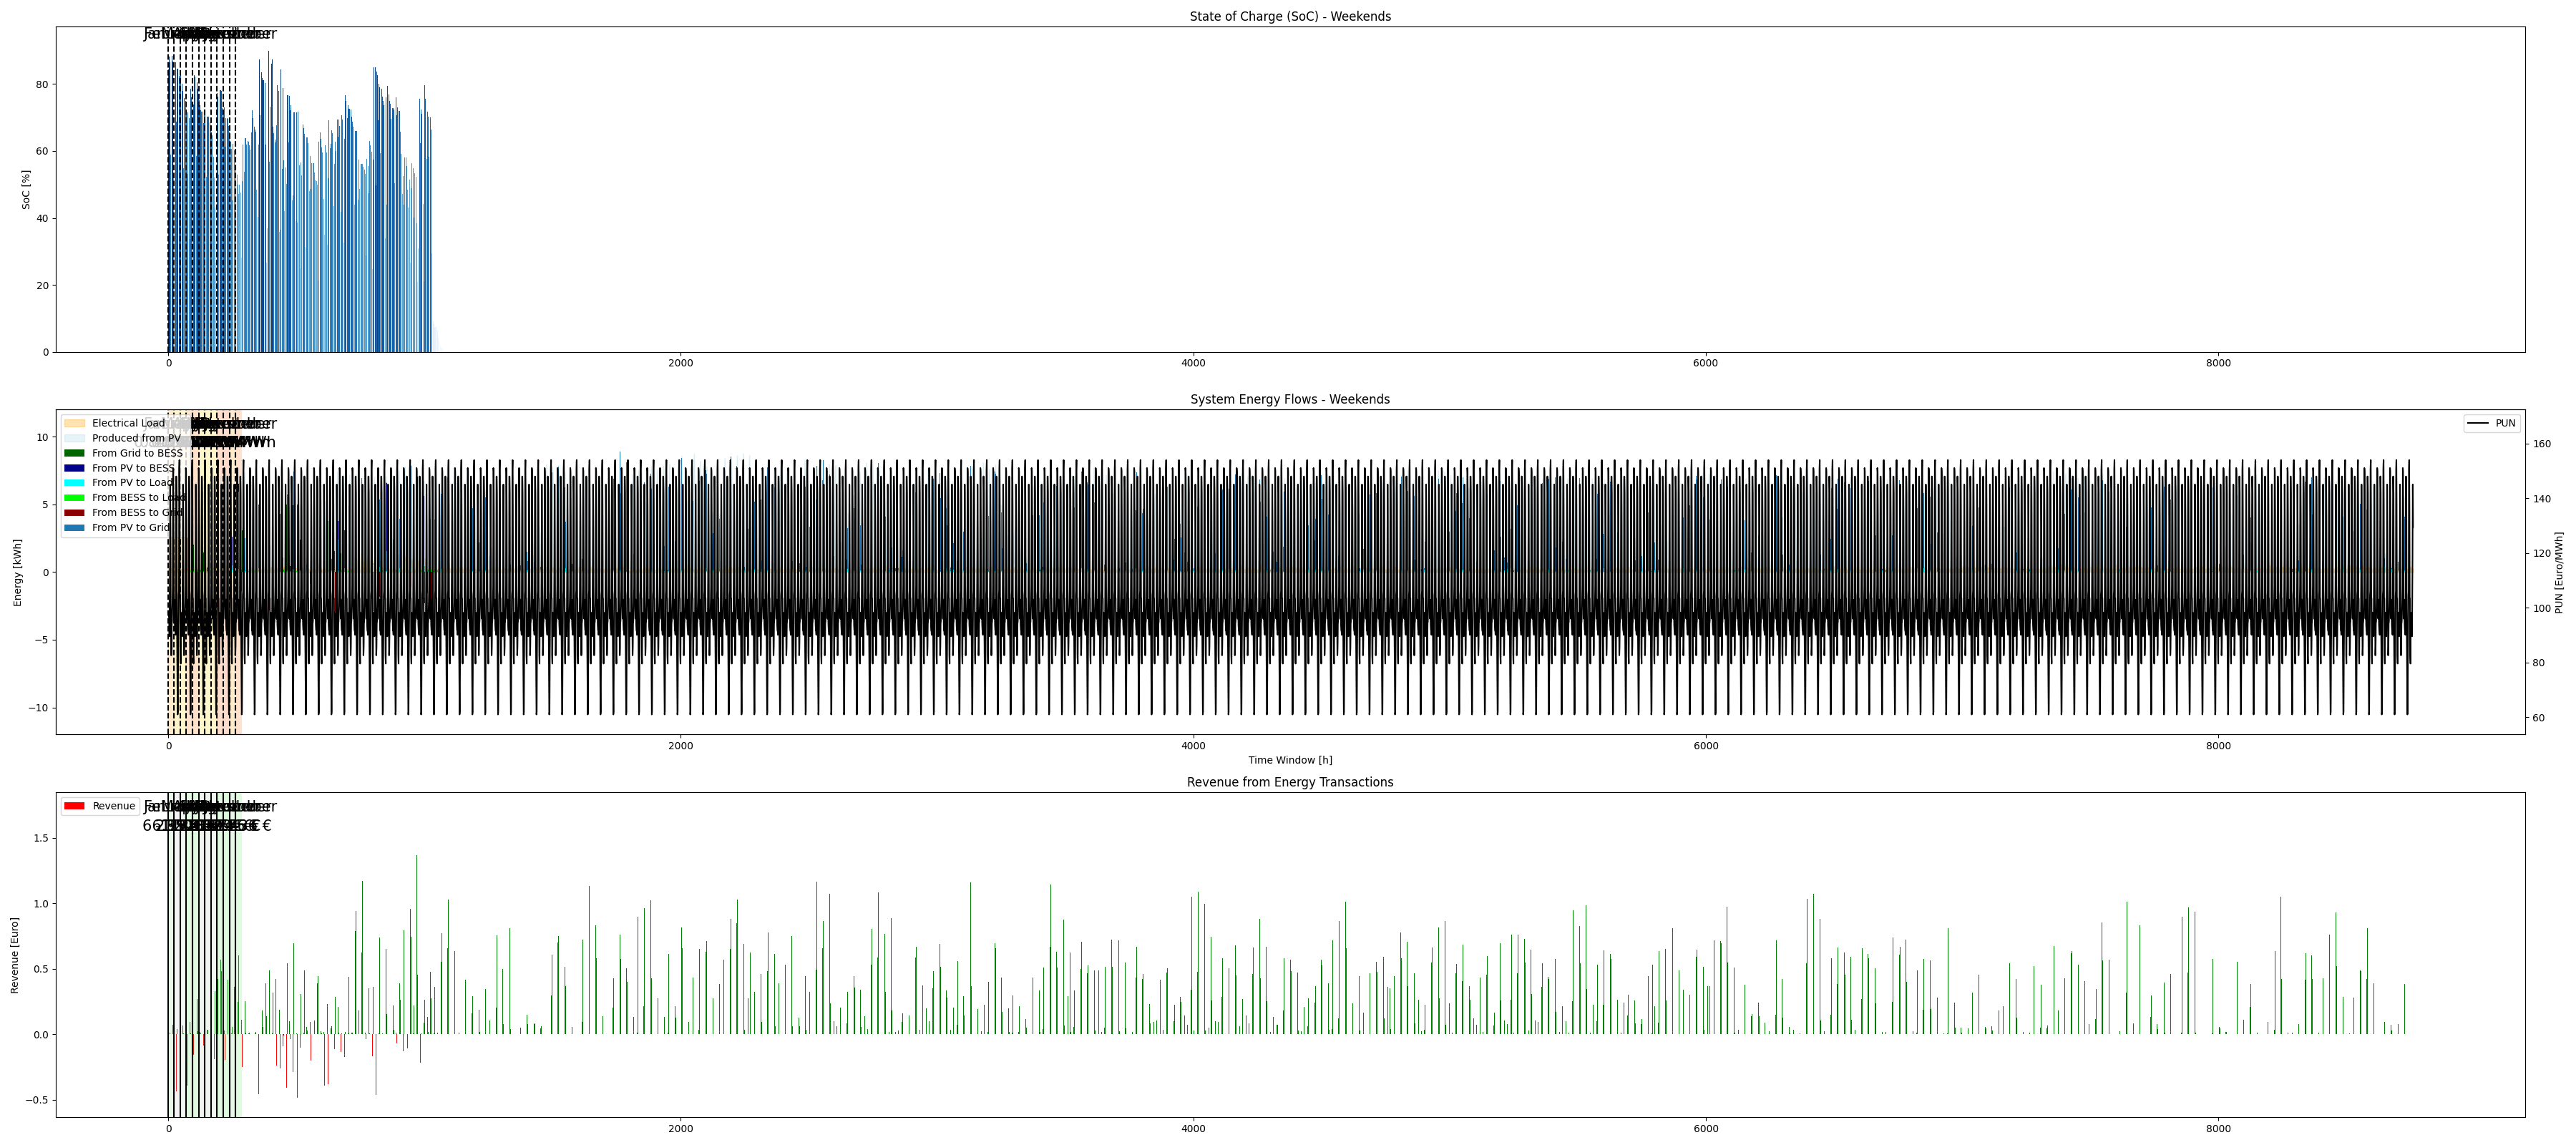 State of Charge (SoC) - Weekends
SoC [%]
80
60
40
20
0
0 2000 4000 6000 8000
System Energy Flows - Weekends
Electrical Load
Produced from PV
From Grid to BESS
From PV to BESS
From PV to Load
From BESS to Load
From BESS to Grid
From PV to Grid
PUN
Energy [kWh]
10
5
0
−5
−10
160
140
120
100
80
60
PUN [Euro/MWh]
0 2000 4000 6000 8000
Time Window [h]
Revenue from Energy Transactions
Revenue
Revenue [Euro]
1.5
1.0
0.5
0.0
−0.5
0 2000 4000 6000 8000